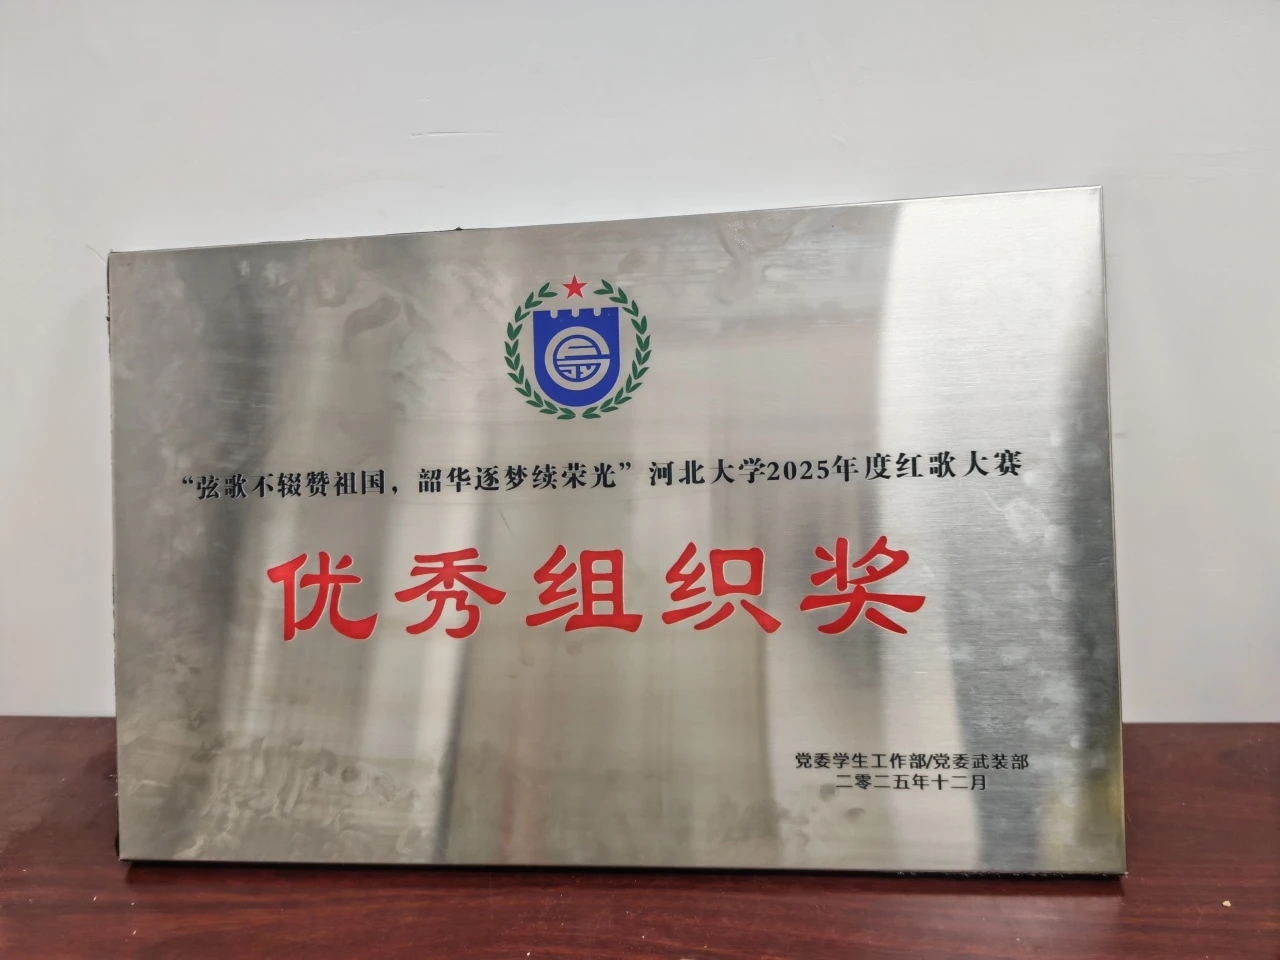 “弦歌不辍赞祖国，韶华逐梦续荣光”河北大学2025年度红歌大赛
优秀组织奖
党委学生工作部/党委武装部
二零二五年十二月